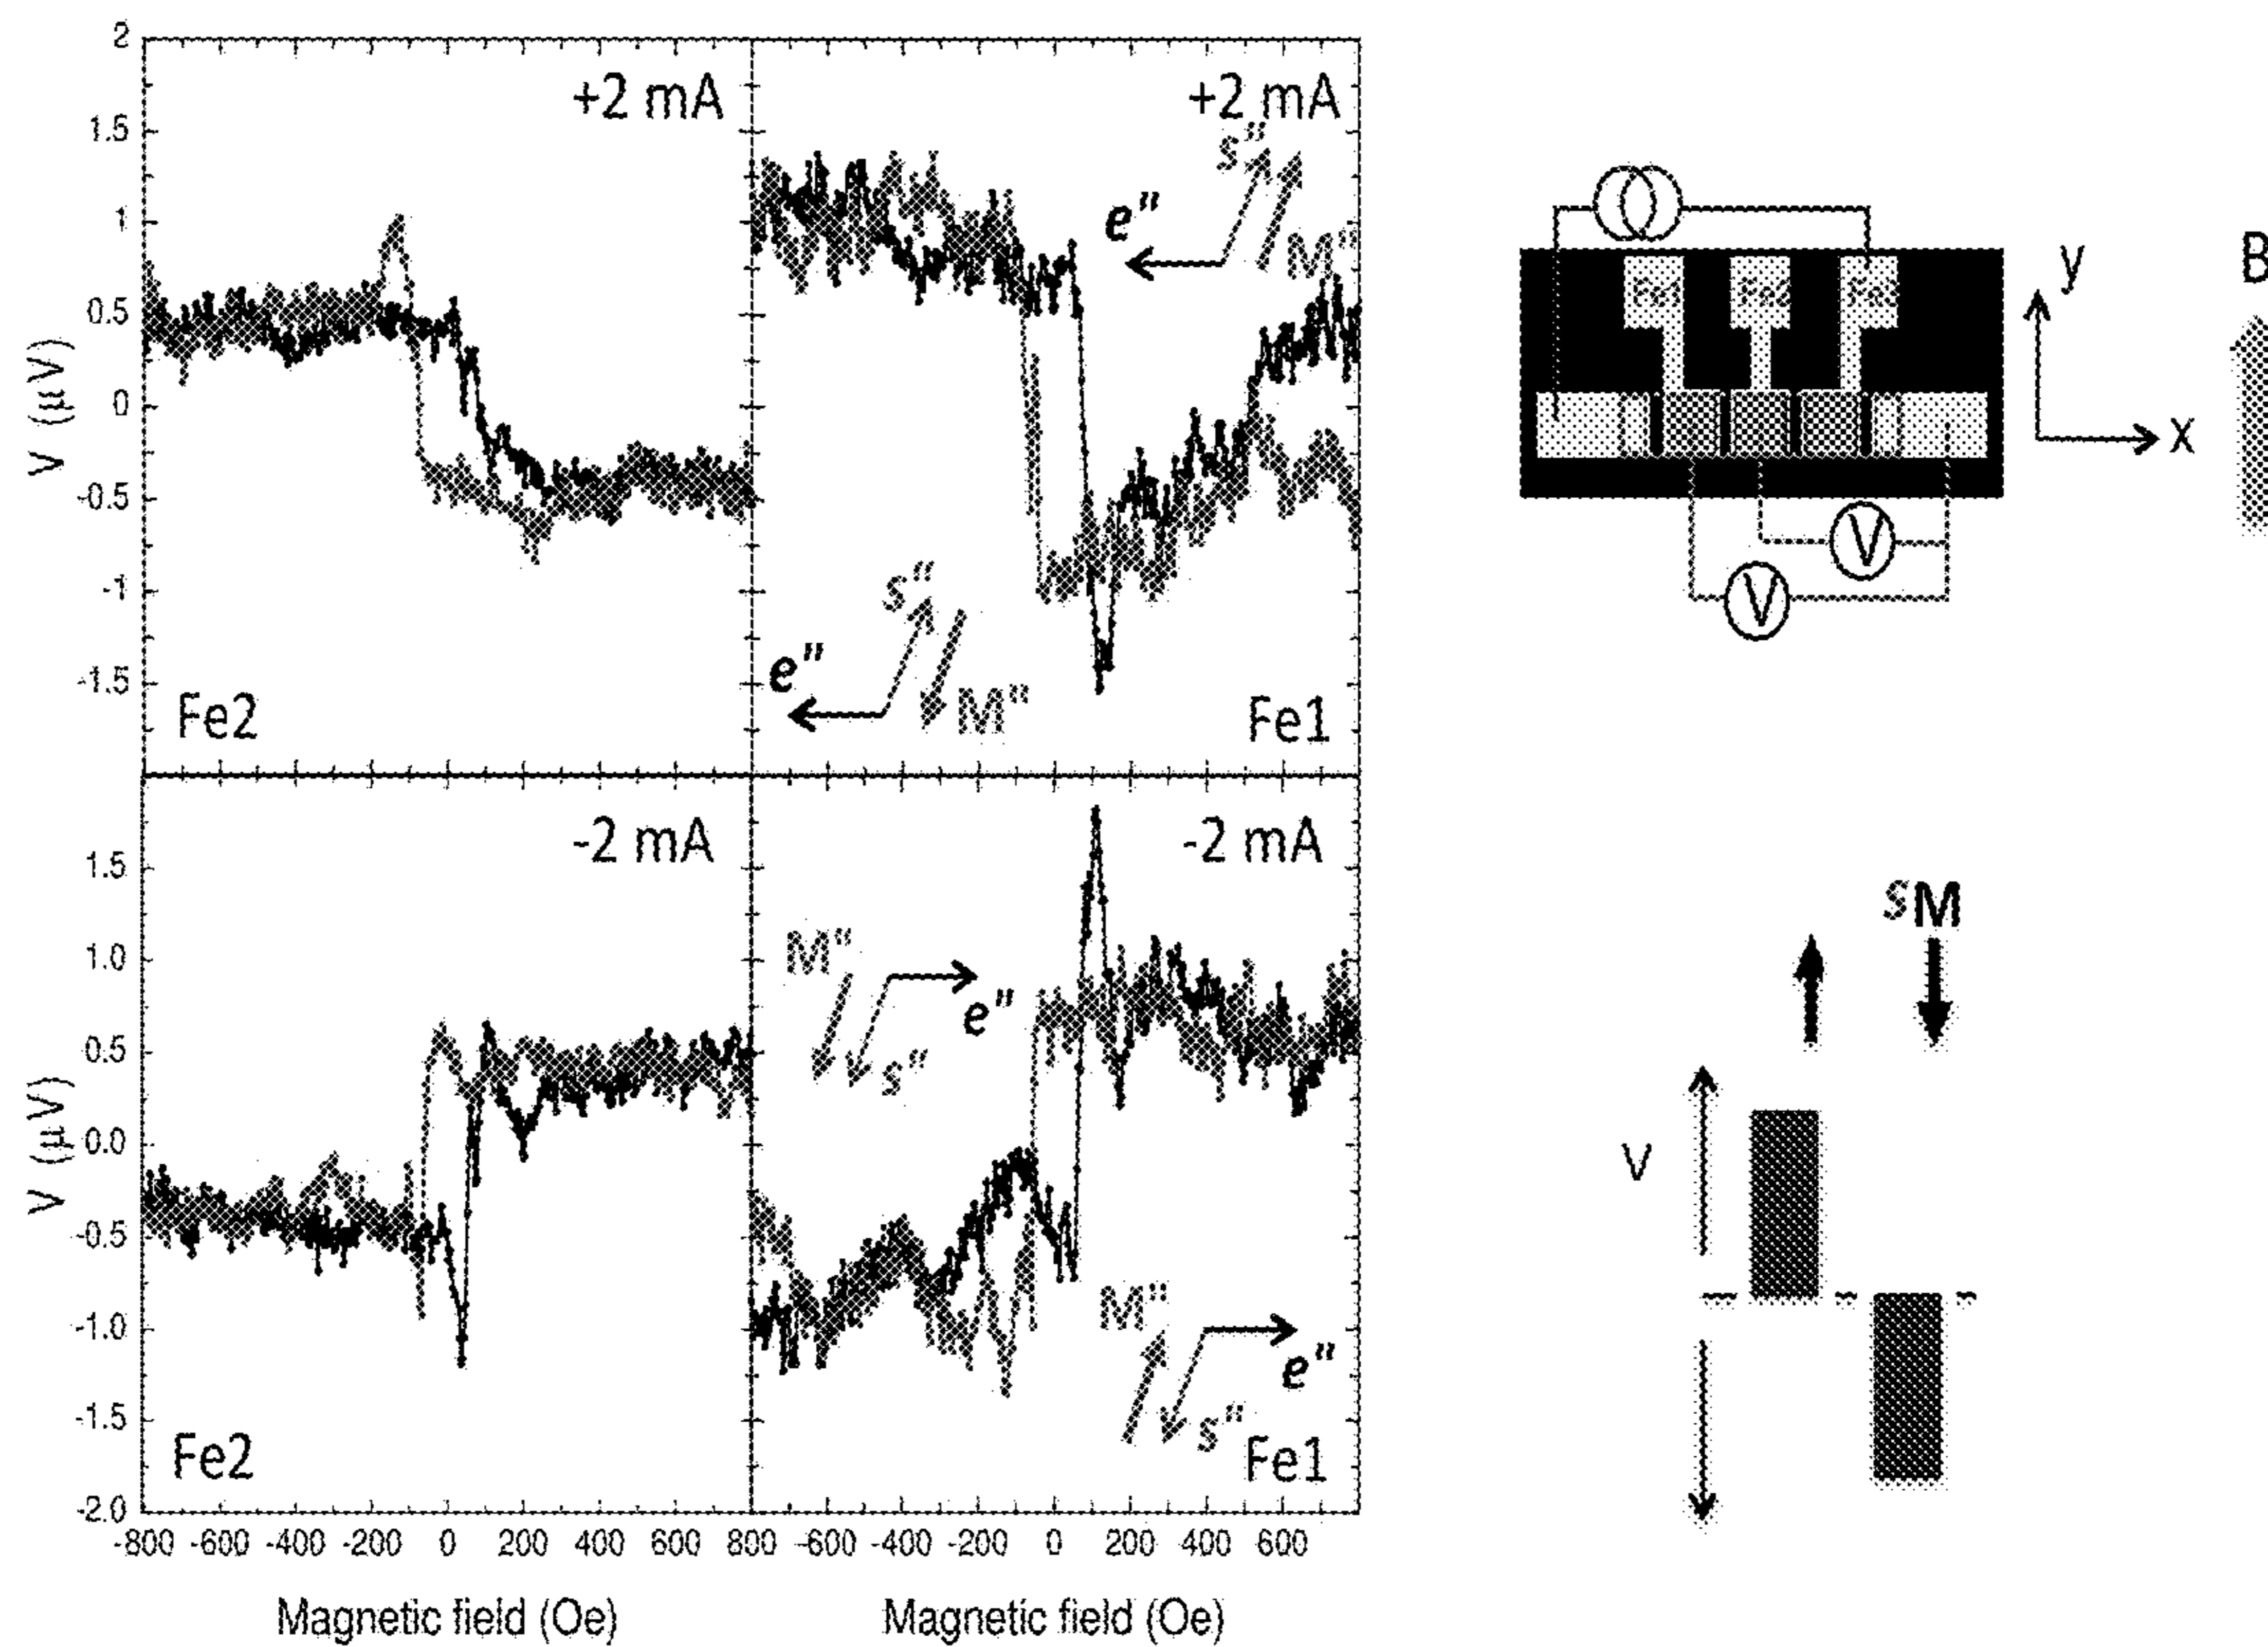 2
1.5
1
0.5
0
-0.5
-1
-1.5
V (μV)
+2 mA
Fe2
+2 mA
s"
e"
M"
s"
e"
M"
Fe1
y
x
B
V
V
1.5
1.0
0.5
0.0
-0.5
-1.0
-1.5
-2.0
V (μV)
-2 mA
Fe2
-2 mA
M"
e"
s"
M"
e"
s"
Fe1
-800 -600 -400 -200 0 200 400 600 800 -600 -400 -200 0 200 400 600
Magnetic field (Oe)
Magnetic field (Oe)
s M
V